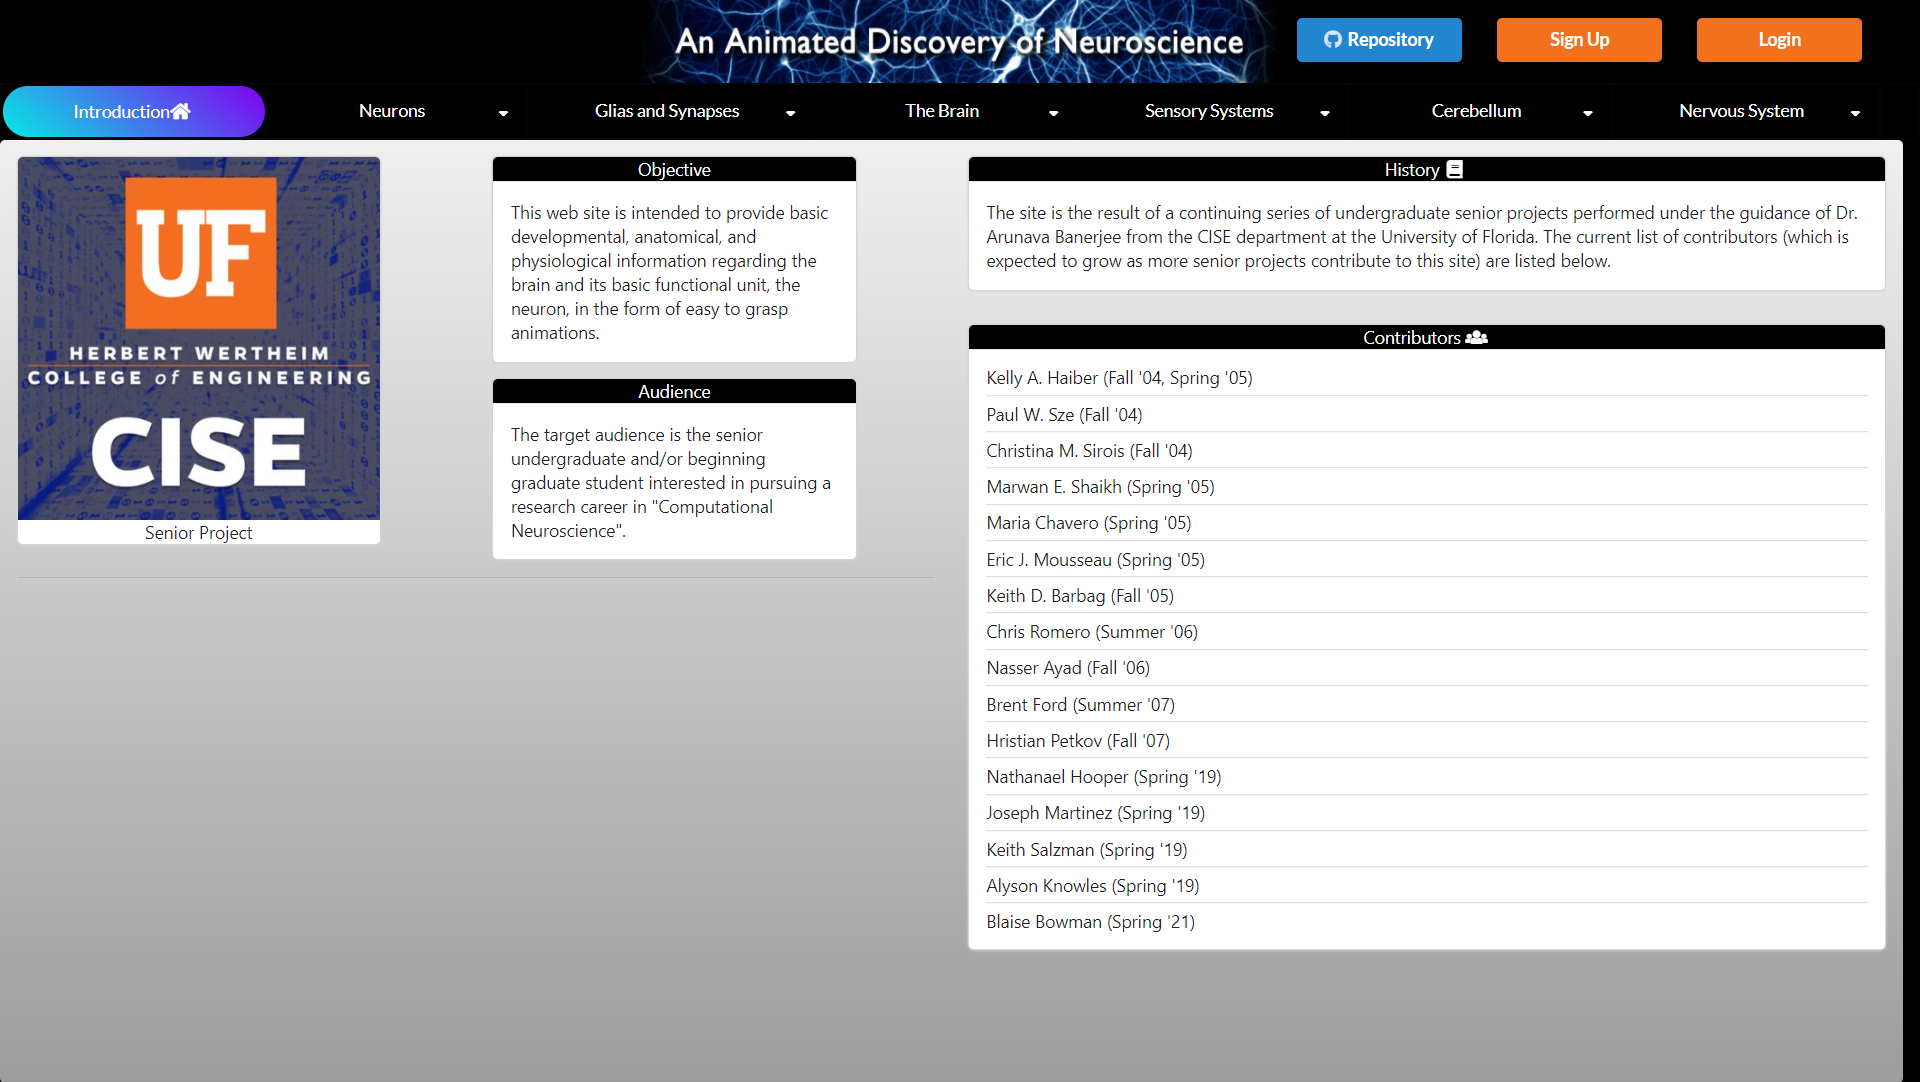 An Animated Discovery of Neuroscience
Repository
Sign Up
Login
Introduction
Neurons
Glias and Synapses
The Brain
Sensory Systems
Cerebellum
Nervous System
UF
HERBERT WERTHEIM
COLLEGE of ENGINEERING
CISE
Senior Project
Objective
This web site is intended to provide basic
developmental, anatomical, and
physiological information regarding the
brain and its basic functional unit, the
neuron, in the form of easy to grasp
animations.
Audience
The target audience is the senior
undergraduate and/or beginning
graduate student interested in pursuing a
research career in "Computational
Neuroscience".
History
The site is the result of a continuing series of undergraduate senior projects performed under the guidance of Dr.
Arunava Banerjee from the CISE department at the University of Florida. The current list of contributors (which is
expected to grow as more senior projects contribute to this site) are listed below.
Contributors
Kelly A. Haiber (Fall '04, Spring '05)
Paul W. Sze (Fall '04)
Christina M. Sirois (Fall '04)
Marwan E. Shaikh (Spring '05)
Maria Chavero (Spring '05)
Eric J. Mousseau (Spring '05)
Keith D. Barbag (Fall '05)
Chris Romero (Summer '06)
Nasser Ayad (Fall '06)
Brent Ford (Summer '07)
Hristian Petkov (Fall '07)
Nathanael Hooper (Spring '19)
Joseph Martinez (Spring '19)
Keith Salzman (Spring '19)
Alyson Knowles (Spring '19)
Blaise Bowman (Spring '21)